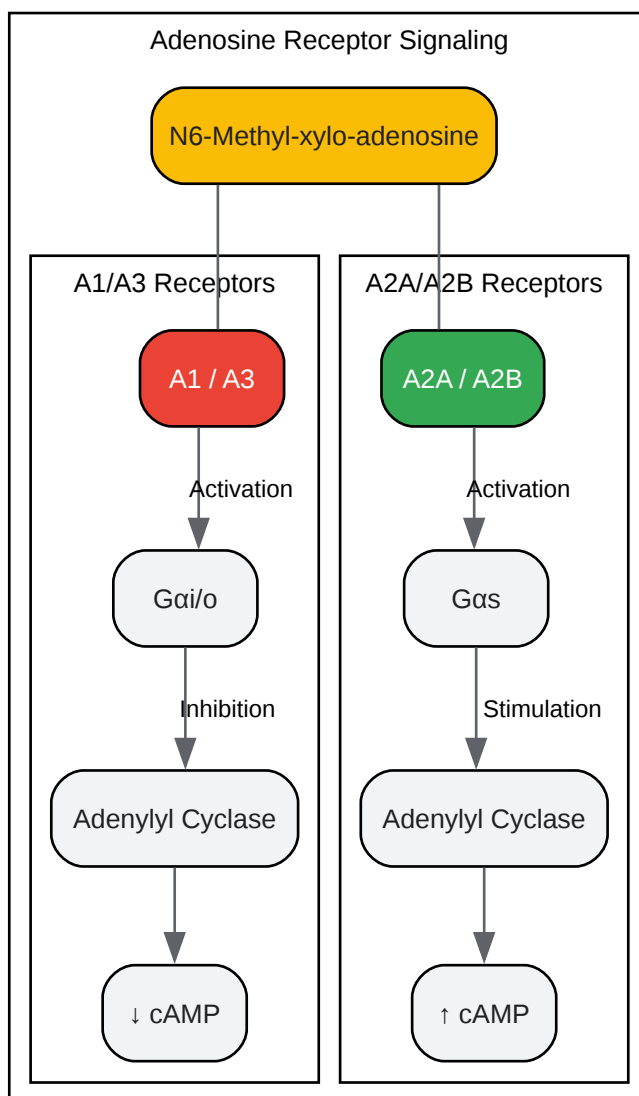 Adenosine Receptor Signaling
N6-Methyl-xylo-adenosine
A1/A3 Receptors
A1 / A3
Activation
Gαi/o
Inhibition
Adenylyl Cyclase
↓ cAMP
A2A/A2B Receptors
A2A / A2B
Activation
Gαs
Stimulation
Adenylyl Cyclase
↑ cAMP